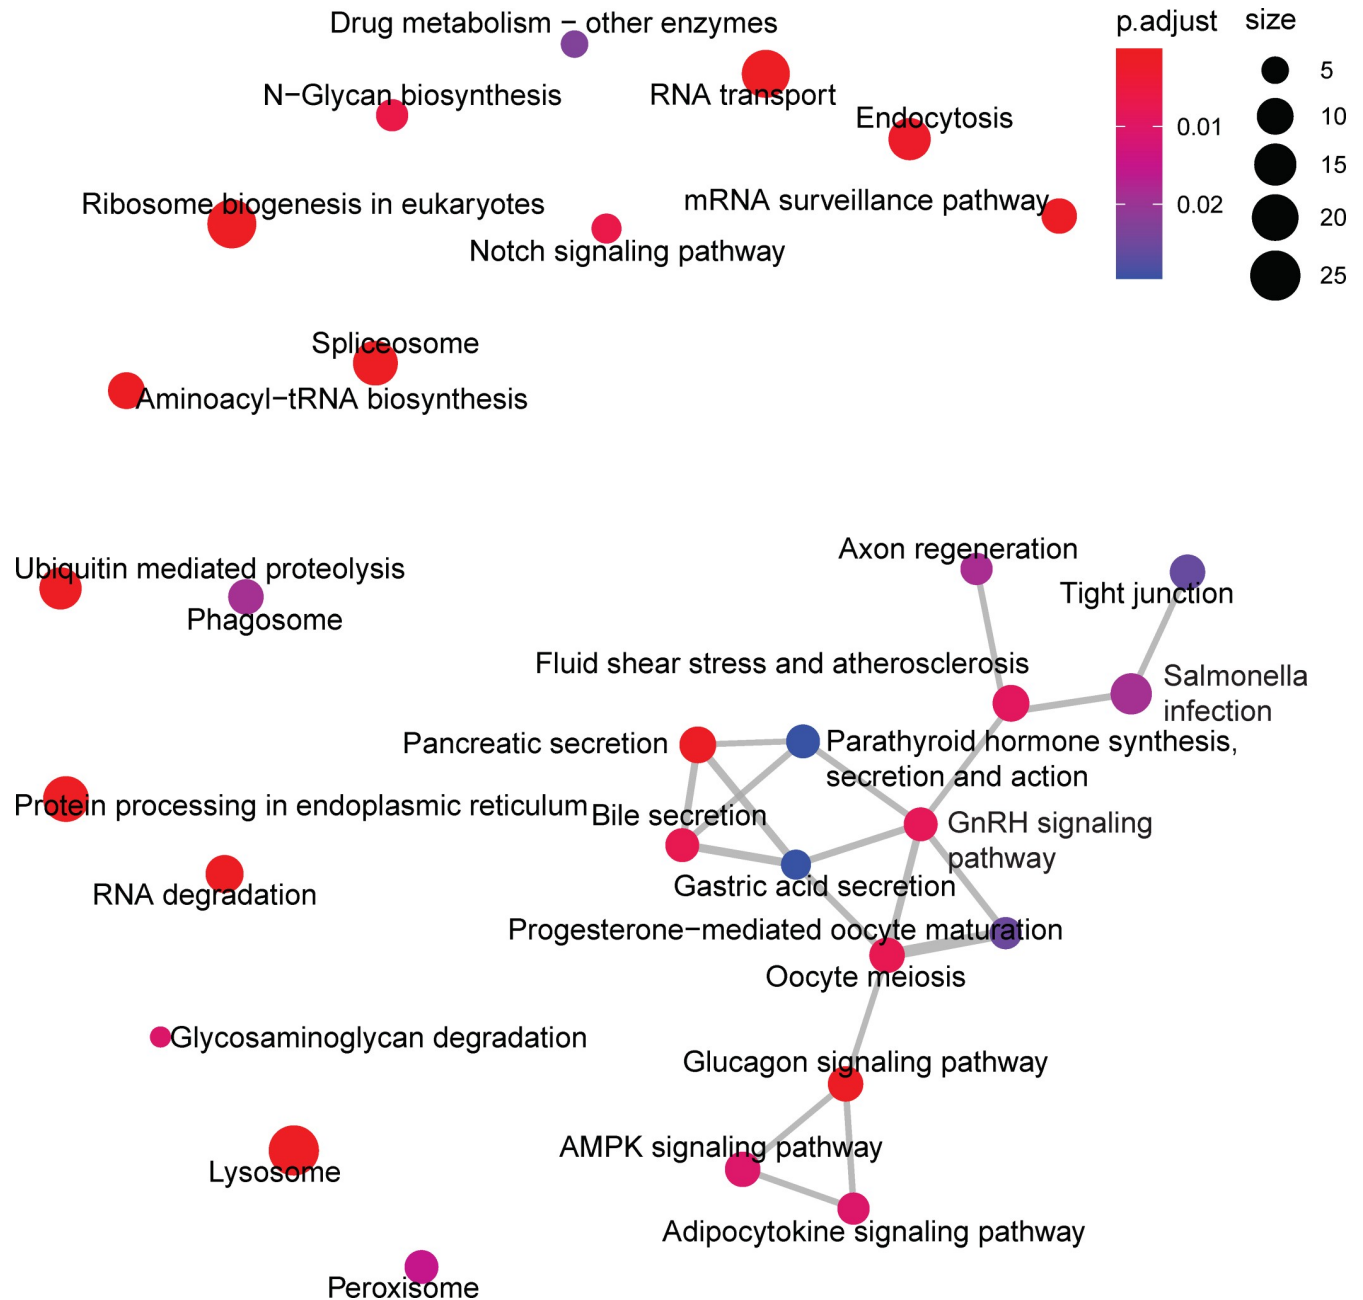 Drug metabolism − other enzymes
p.adjust
size
N−Glycan biosynthesis
RNA transport
Endocytosis
0.01
0.02
5
10
15
20
25
Ribosome biogenesis in eukaryotes
mRNA surveillance pathway
Notch signaling pathway
Spliceosome
Aminoacyl−tRNA biosynthesis
Axon regeneration
Ubiquitin mediated proteolysis
Tight junction
Phagosome
Fluid shear stress and atherosclerosis
Salmonella
infection
Pancreatic secretion
Parathyroid hormone synthesis,
secretion and action
Protein processing in endoplasmic reticulum
Bile secretion
GnRH signaling
pathway
Gastric acid secretion
RNA degradation
Progesterone−mediated oocyte maturation
Oocyte meiosis
Glycosaminoglycan degradation
Glucagon signaling pathway
AMPK signaling pathway
Lysosome
Adipocytokine signaling pathway
Peroxisome